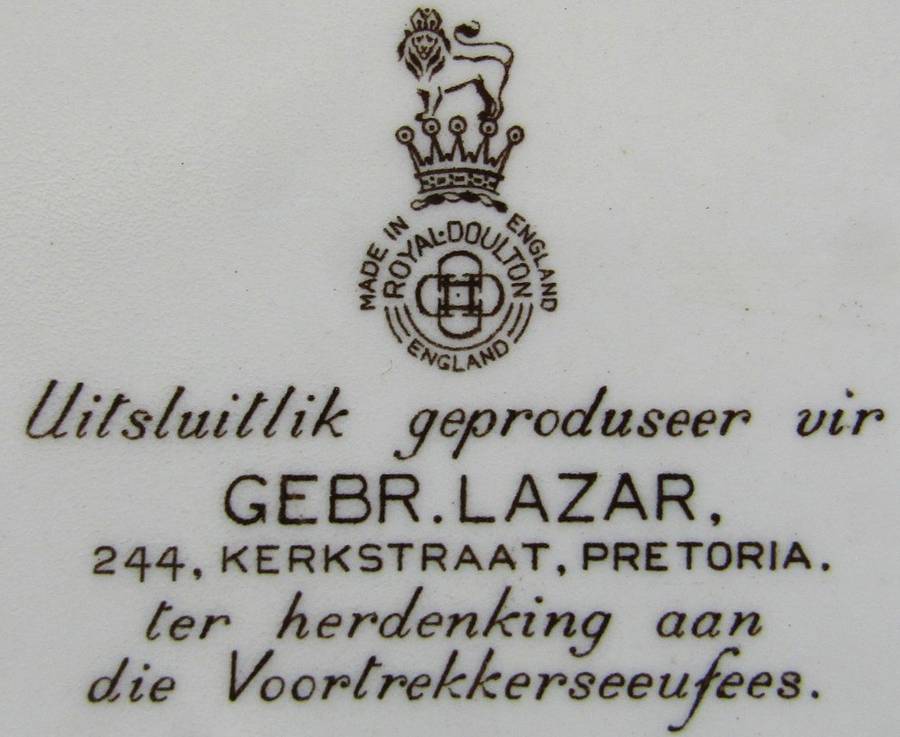 MADE IN ENGLAND
ROYAL·DOULTON
ENGLAND
Uitsluitlik geproduseer vir
GEBR. LAZAR,
244, KERKSTRAAT, PRETORIA.
ter herdenking aan
die Voortrekkerseeufees.